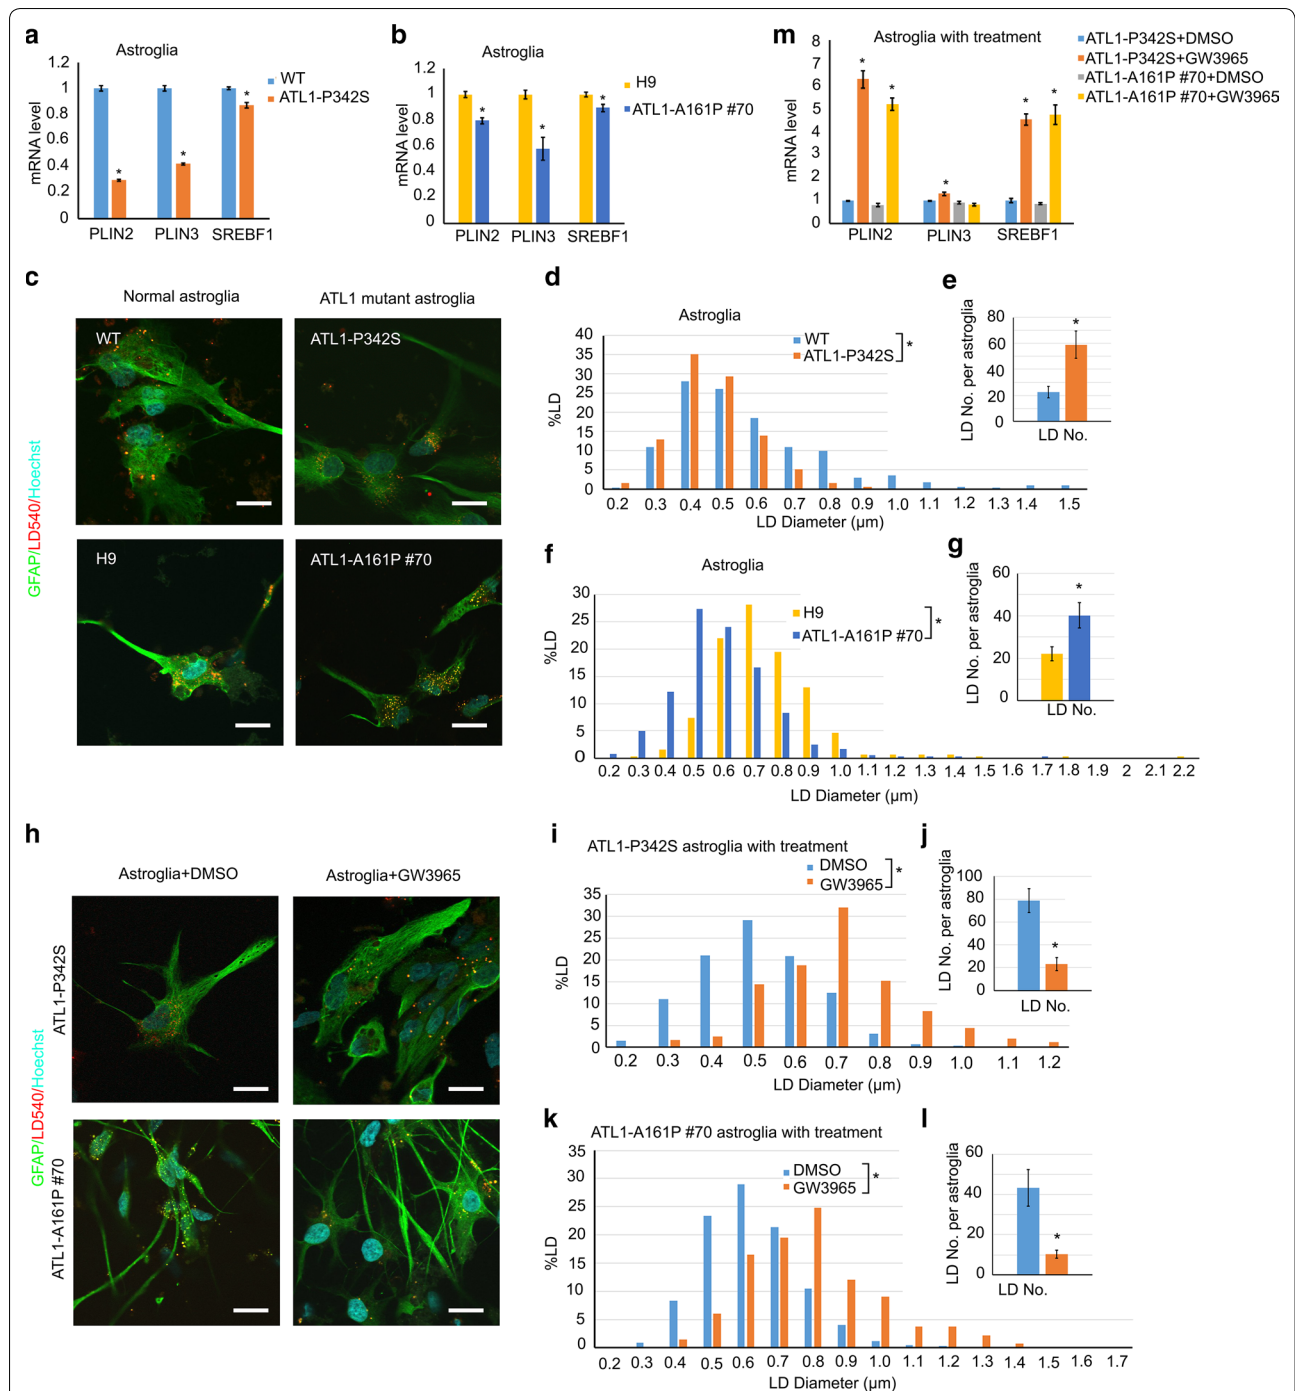 a
Astroglia
WT
ATL1-P342S
mRNA level
1.2
1
0.8
0.6
0.4
0.2
0
* * *
PLIN2 PLIN3 SREBF1
b
Astroglia
H9
ATL1-A161P #70
mRNA level
1.2
1
0.8
0.6
0.4
0.2
0
* * *
PLIN2 PLIN3 SREBF1
m
Astroglia with treatment
ATL1-P342S+DMSO
ATL1-P342S+GW3965
ATL1-A161P #70+DMSO
ATL1-A161P #70+GW3965
mRNA level
8
7
6
5
4
3
2
1
0
* * * * *
PLIN2 PLIN3 SREBF1
c
Normal astroglia
ATL1 mutant astroglia
GFAP/LD540/Hoechst
WT
ATL1-P342S
H9
ATL1-A161P #70
d
Astroglia
WT
ATL1-P342S
*
%LD
40
35
30
25
20
15
10
5
0
0.2 0.3 0.4 0.5 0.6 0.7 0.8 0.9 1.0 1.1 1.2 1.3 1.4 1.5
LD Diameter (µm)
e
LD No. per astroglia
80
60
40
20
0
*
LD No.
f
Astroglia
H9
ATL1-A161P #70
*
%LD
30
25
20
15
10
5
0
0.2 0.3 0.4 0.5 0.6 0.7 0.8 0.9 1.0 1.1 1.2 1.3 1.4 1.5 1.6 1.7 1.8 1.9 2 2.1 2.2
LD Diameter (µm)
g
LD No. per astroglia
60
40
20
0
*
LD No.
h
Astroglia+DMSO
Astroglia+GW3965
GFAP/LD540/Hoechst
ATL1-P342S
ATL1-A161P #70
i
ATL1-P342S astroglia with treatment
DMSO
GW3965
*
%LD
35
30
25
20
15
10
5
0
0.2 0.3 0.4 0.5 0.6 0.7 0.8 0.9 1.0 1.1 1.2
LD Diameter (µm)
j
LD No. per astroglia
100
80
60
40
20
0
*
LD No.
k
ATL1-A161P #70 astroglia with treatment
DMSO
GW3965
*
%LD
35
30
25
20
15
10
5
0
0.2 0.3 0.4 0.5 0.6 0.7 0.8 0.9 1.0 1.1 1.2 1.3 1.4 1.5 1.6 1.7
LD Diameter (µm)
l
LD No. per astroglia
60
40
20
0
*
LD No.